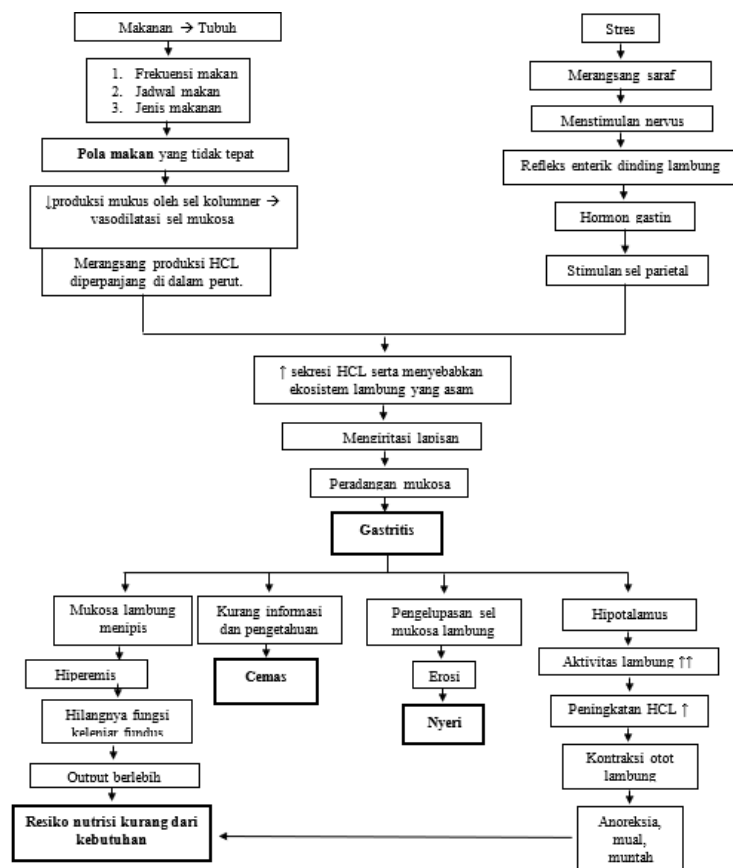 Makanan → Tubuh
1. Frekuensi makan
2. Jadwal makan
3. Jenis makanan
Pola makan yang tidak tepat
↓produksi mukus oleh sel kolumner →
vasodilatasi sel mukosa
Merangsang produksi HCL
diperpanjang di dalam perut.
Stres
Merangsang saraf
Menstimulan nervus
Refleks enterik dinding lambung
Hormon gastin
Stimulan sel parietal
↑ sekresi HCL serta menyebabkan
ekosistem lambung yang asam
Mengiritasi lapisan
Peradangan mukosa
Gastritis
Mukosa lambung
menipis
Hiperemis
Hilangnya fungsi
kelenjar fundus
Output berlebih
Resiko nutrisi kurang dari
kebutuhan
Kurang informasi
dan pengetahuan
Cemas
Pengelupasan sel
mukosa lambung
Erosi
Nyeri
Hipotalamus
Aktivitas lambung ↑↑
Peningkatan HCL ↑
Kontraksi otot
lambung
Anoreksia,
mual,
muntah